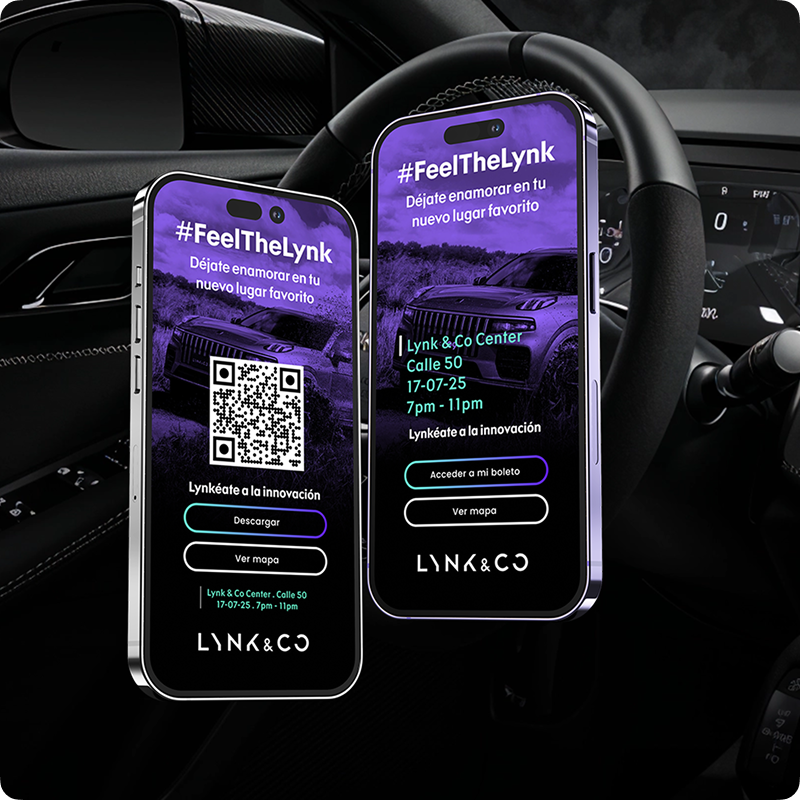 #FeelTheLynk
Déjate enamorar en tu
nuevo lugar favorito
Lynkéate a la innovación
Descargar
Ver mapa
Lynk & Co Center . Calle 50
17-07-25 . 7pm - 11pm
LYNK&CO
#FeelTheLynk
Déjate enamorar en tu
nuevo lugar favorito
Lynk & Co Center
Calle 50
17-07-25
7pm - 11pm
Lynkéate a la innovación
Acceder a mi boleto
Ver mapa
LYNK&CO
0